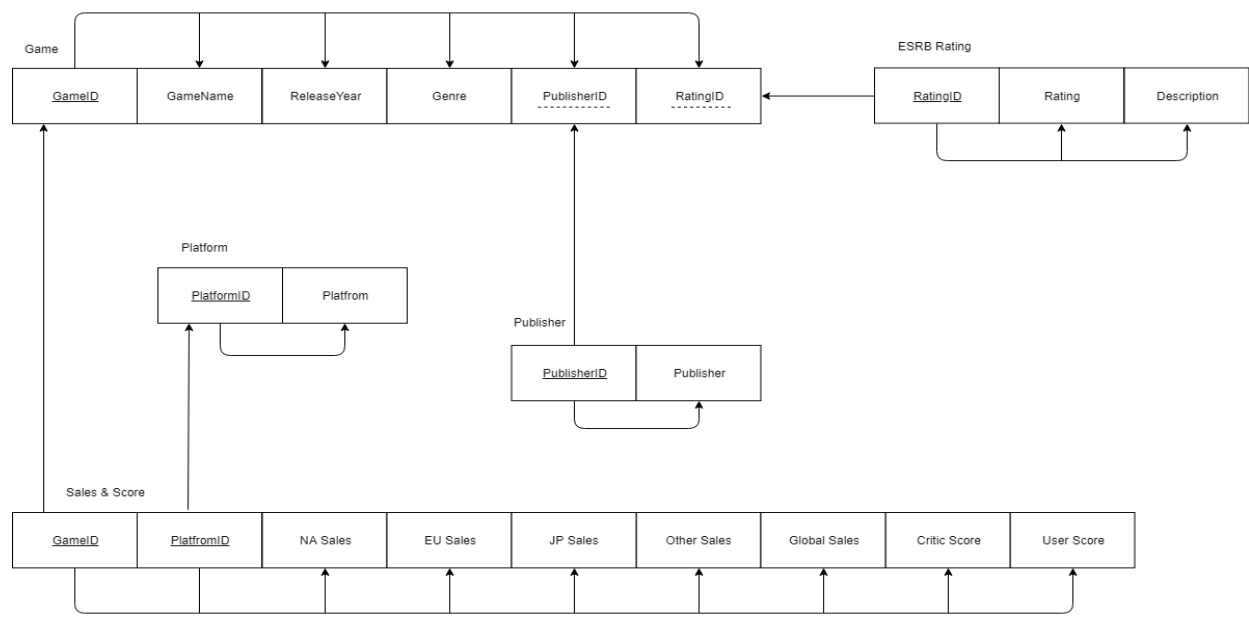 Game
ESRB Rating
GameID GameName ReleaseYear Genre PublisherID RatingID
RatingID Rating Description
Platform
PlatformID Platfrom
Publisher
PublisherID Publisher
Sales & Score
GameID PlatfromID NA Sales EU Sales JP Sales Other Sales Global Sales Critic Score User Score